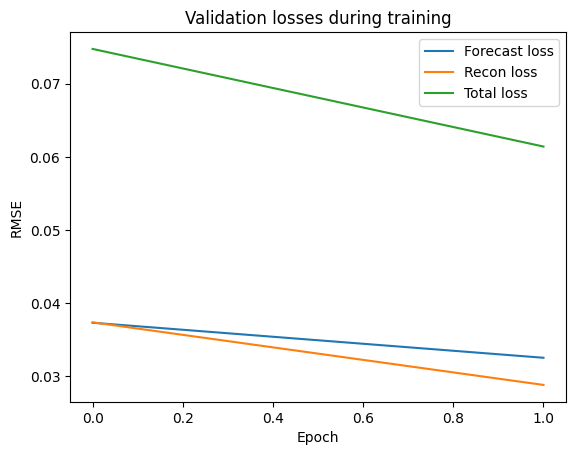 Validation losses during training
Forecast loss
Recon loss
Total loss
0.07
0.06
0.05
0.04
0.03
RMSE
0.0
0.2
0.4
0.6
0.8
1.0
Epoch